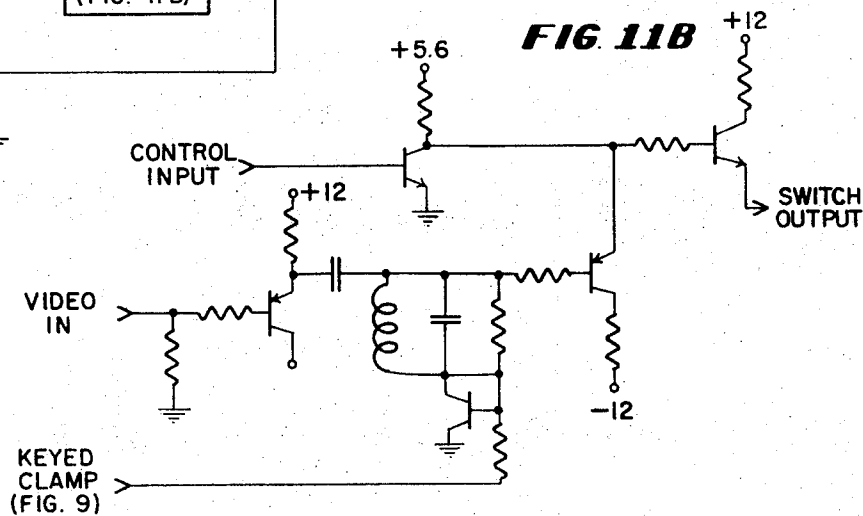 FIG. 11B
+12
+5.6
CONTROL
INPUT
+12
SWITCH
OUTPUT
VIDEO
IN
-12
KEYED
CLAMP
(FIG. 9)